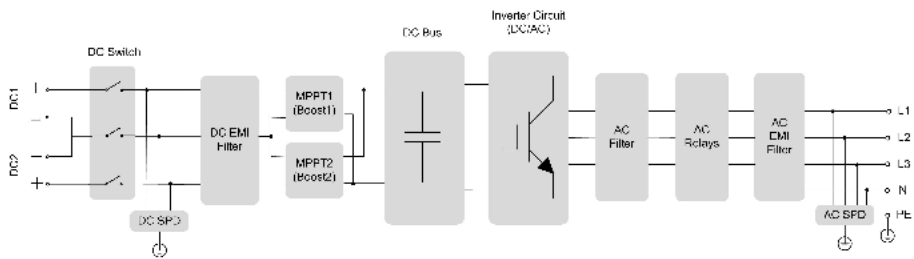 Inverter Circuit
(DC/AC)
DC Bus
DC Switch
DC1
DC2
+
DC EMI
Filter
MPPT1
(Boost1)
MPPT2
(Boost2)
AC
Filter
AC
Relays
AC
EMI
Filter
L1
L2
L3
N
PE
DC SPD
AC SPD